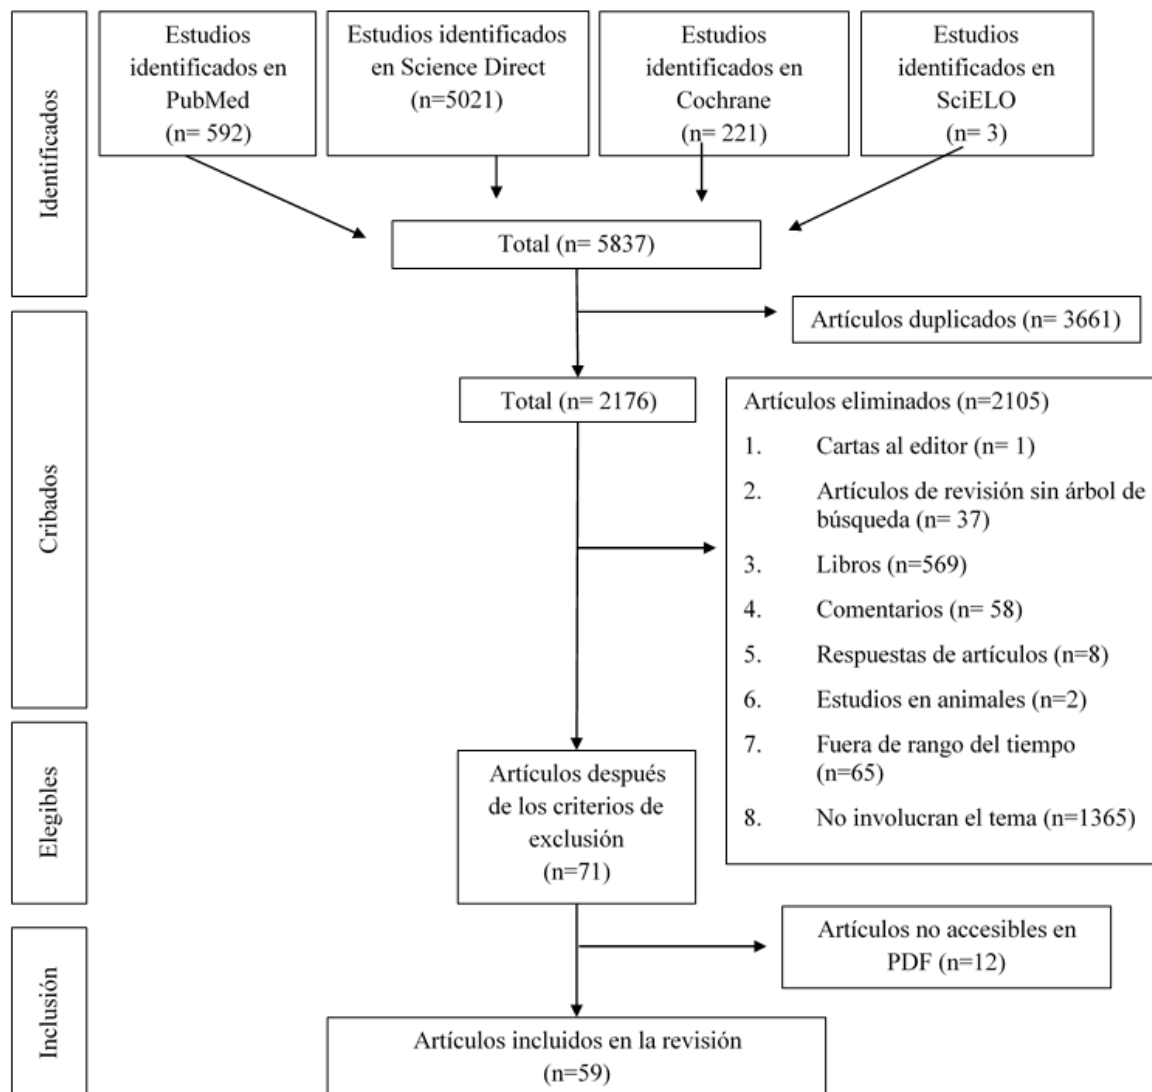 Identificados
Estudios
identificados en
PubMed
(n= 592)
Estudios identificados
en Science Direct
(n=5021)
Estudios
identificados en
Cochrane
(n= 221)
Estudios
identificados en
SciELO
(n= 3)
Total (n= 5837)
Cribados
Artículos duplicados (n= 3661)
Total (n= 2176)
Artículos eliminados (n=2105)
1. Cartas al editor (n= 1)
2. Artículos de revisión sin árbol de
búsqueda (n= 37)
3. Libros (n=569)
4. Comentarios (n= 58)
5. Respuestas de artículos (n=8)
6. Estudios en animales (n=2)
7. Fuera de rango del tiempo
(n=65)
8. No involucran el tema (n=1365)
Elegibles
Artículos después
de los criterios de
exclusión
(n=71)
Artículos no accesibles en
PDF (n=12)
Inclusión
Artículos incluidos en la revisión
(n=59)